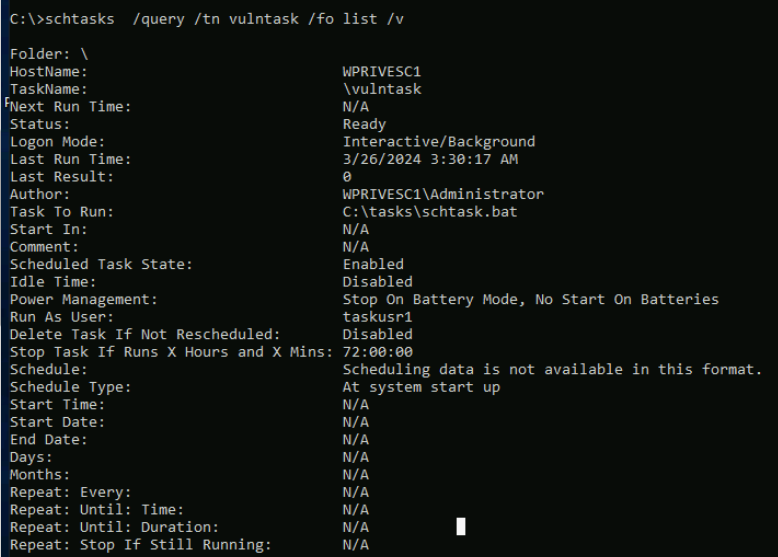 C:\>schtasks  /query /tn vulntask /fo list /v

Folder: \
HostName:                             WPRIVESC1
TaskName:                             \vulntask
Next Run Time:                        N/A
Status:                               Ready
Logon Mode:                           Interactive/Background
Last Run Time:                        3/26/2024 3:30:17 AM
Last Result:                          0
Author:                               WPRIVESC1\Administrator
Task To Run:                          C:\tasks\schtask.bat
Start In:                             N/A
Comment:                              N/A
Scheduled Task State:                 Enabled
Idle Time:                            Disabled
Power Management:                     Stop On Battery Mode, No Start On Batteries
Run As User:                          taskusr1
Delete Task If Not Rescheduled:       Disabled
Stop Task If Runs X Hours and X Mins: 72:00:00
Schedule:                             Scheduling data is not available in this format.
Schedule Type:                        At system start up
Start Time:                           N/A
Start Date:                           N/A
End Date:                             N/A
Days:                                 N/A
Months:                               N/A
Repeat: Every:                        N/A
Repeat: Until: Time:                  N/A
Repeat: Until: Duration:              N/A
Repeat: Stop If Still Running:        N/A